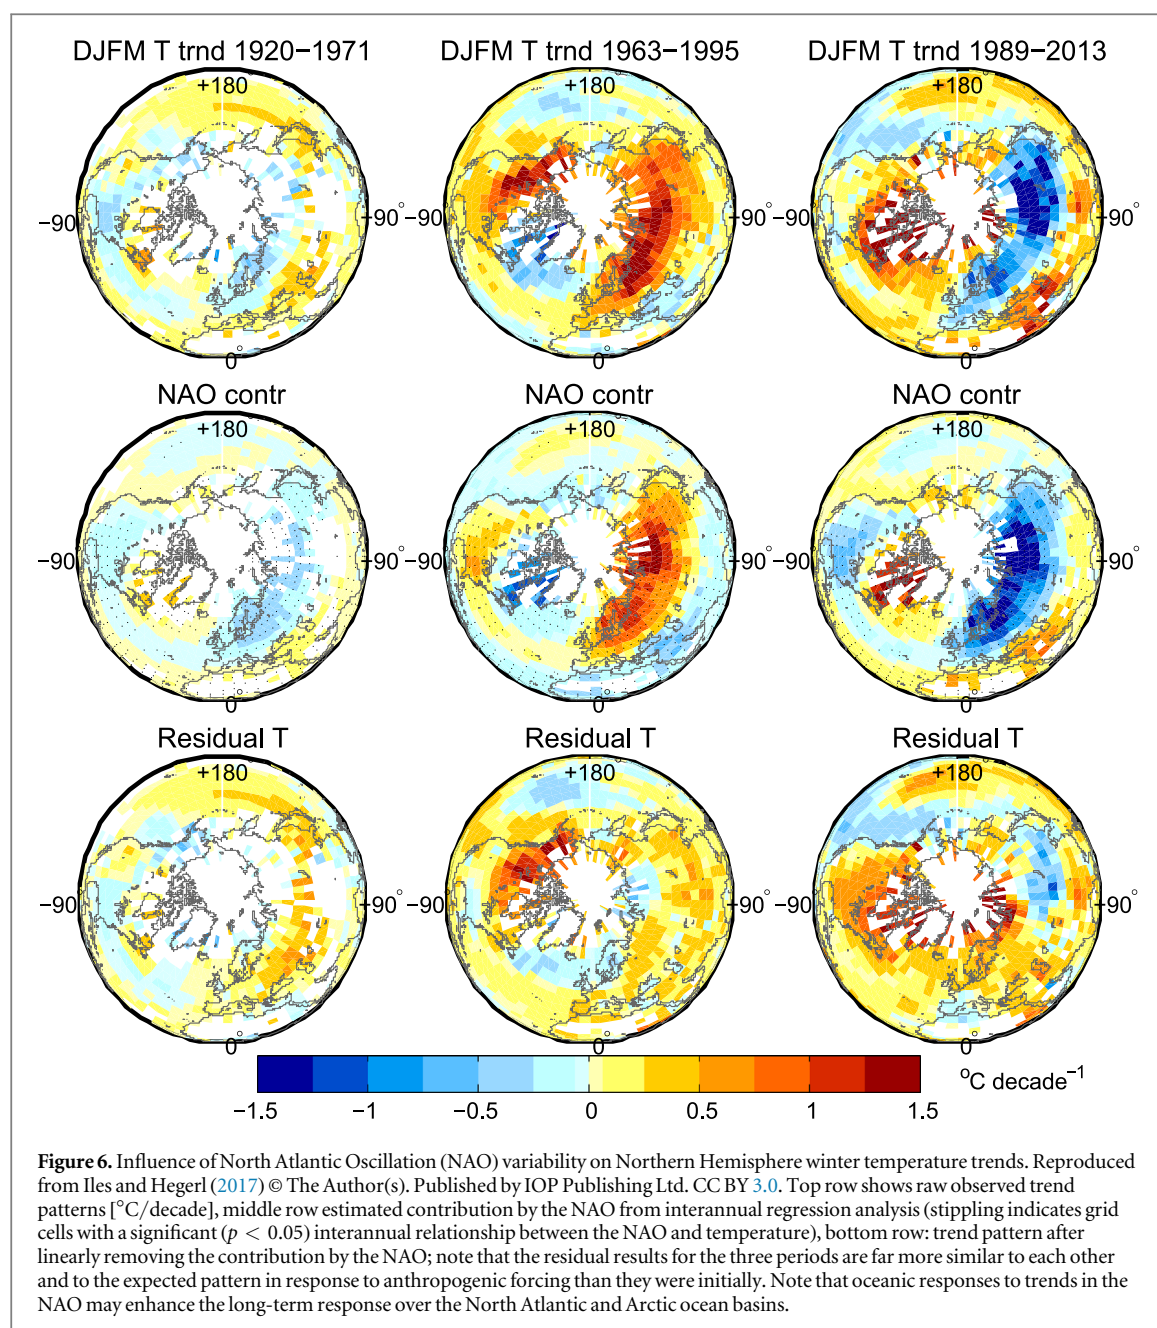 DJFM T trnd 1920−1971 DJFM T trnd 1963−1995 DJFM T trnd 1989−2013
+180 +180 +180
−90 +90° −90 +90° −90 +90°
0° 0° 0°
NAO contr NAO contr NAO contr
+180 +180 +180
−90 +90° −90 +90° −90 +90°
0° 0° 0°
Residual T Residual T Residual T
+180 +180 +180
−90 +90° −90 +90° −90 +90°
0° 0° 0°
°C decade⁻¹
−1.5 −1 −0.5 0 0.5 1 1.5
Figure 6. Influence of North Atlantic Oscillation (NAO) variability on Northern Hemisphere winter temperature trends. Reproduced
from Iles and Hegerl (2017) © The Author(s). Published by IOP Publishing Ltd. CC BY 3.0. Top row shows raw observed trend
patterns [°C/decade], middle row estimated contribution by the NAO from interannual regression analysis (stippling indicates grid
cells with a significant (p < 0.05) interannual relationship between the NAO and temperature), bottom row: trend pattern after
linearly removing the contribution by the NAO; note that the residual results for the three periods are far more similar to each other
and to the expected pattern in response to anthropogenic forcing than they were initially. Note that oceanic responses to trends in the
NAO may enhance the long-term response over the North Atlantic and Arctic ocean basins.